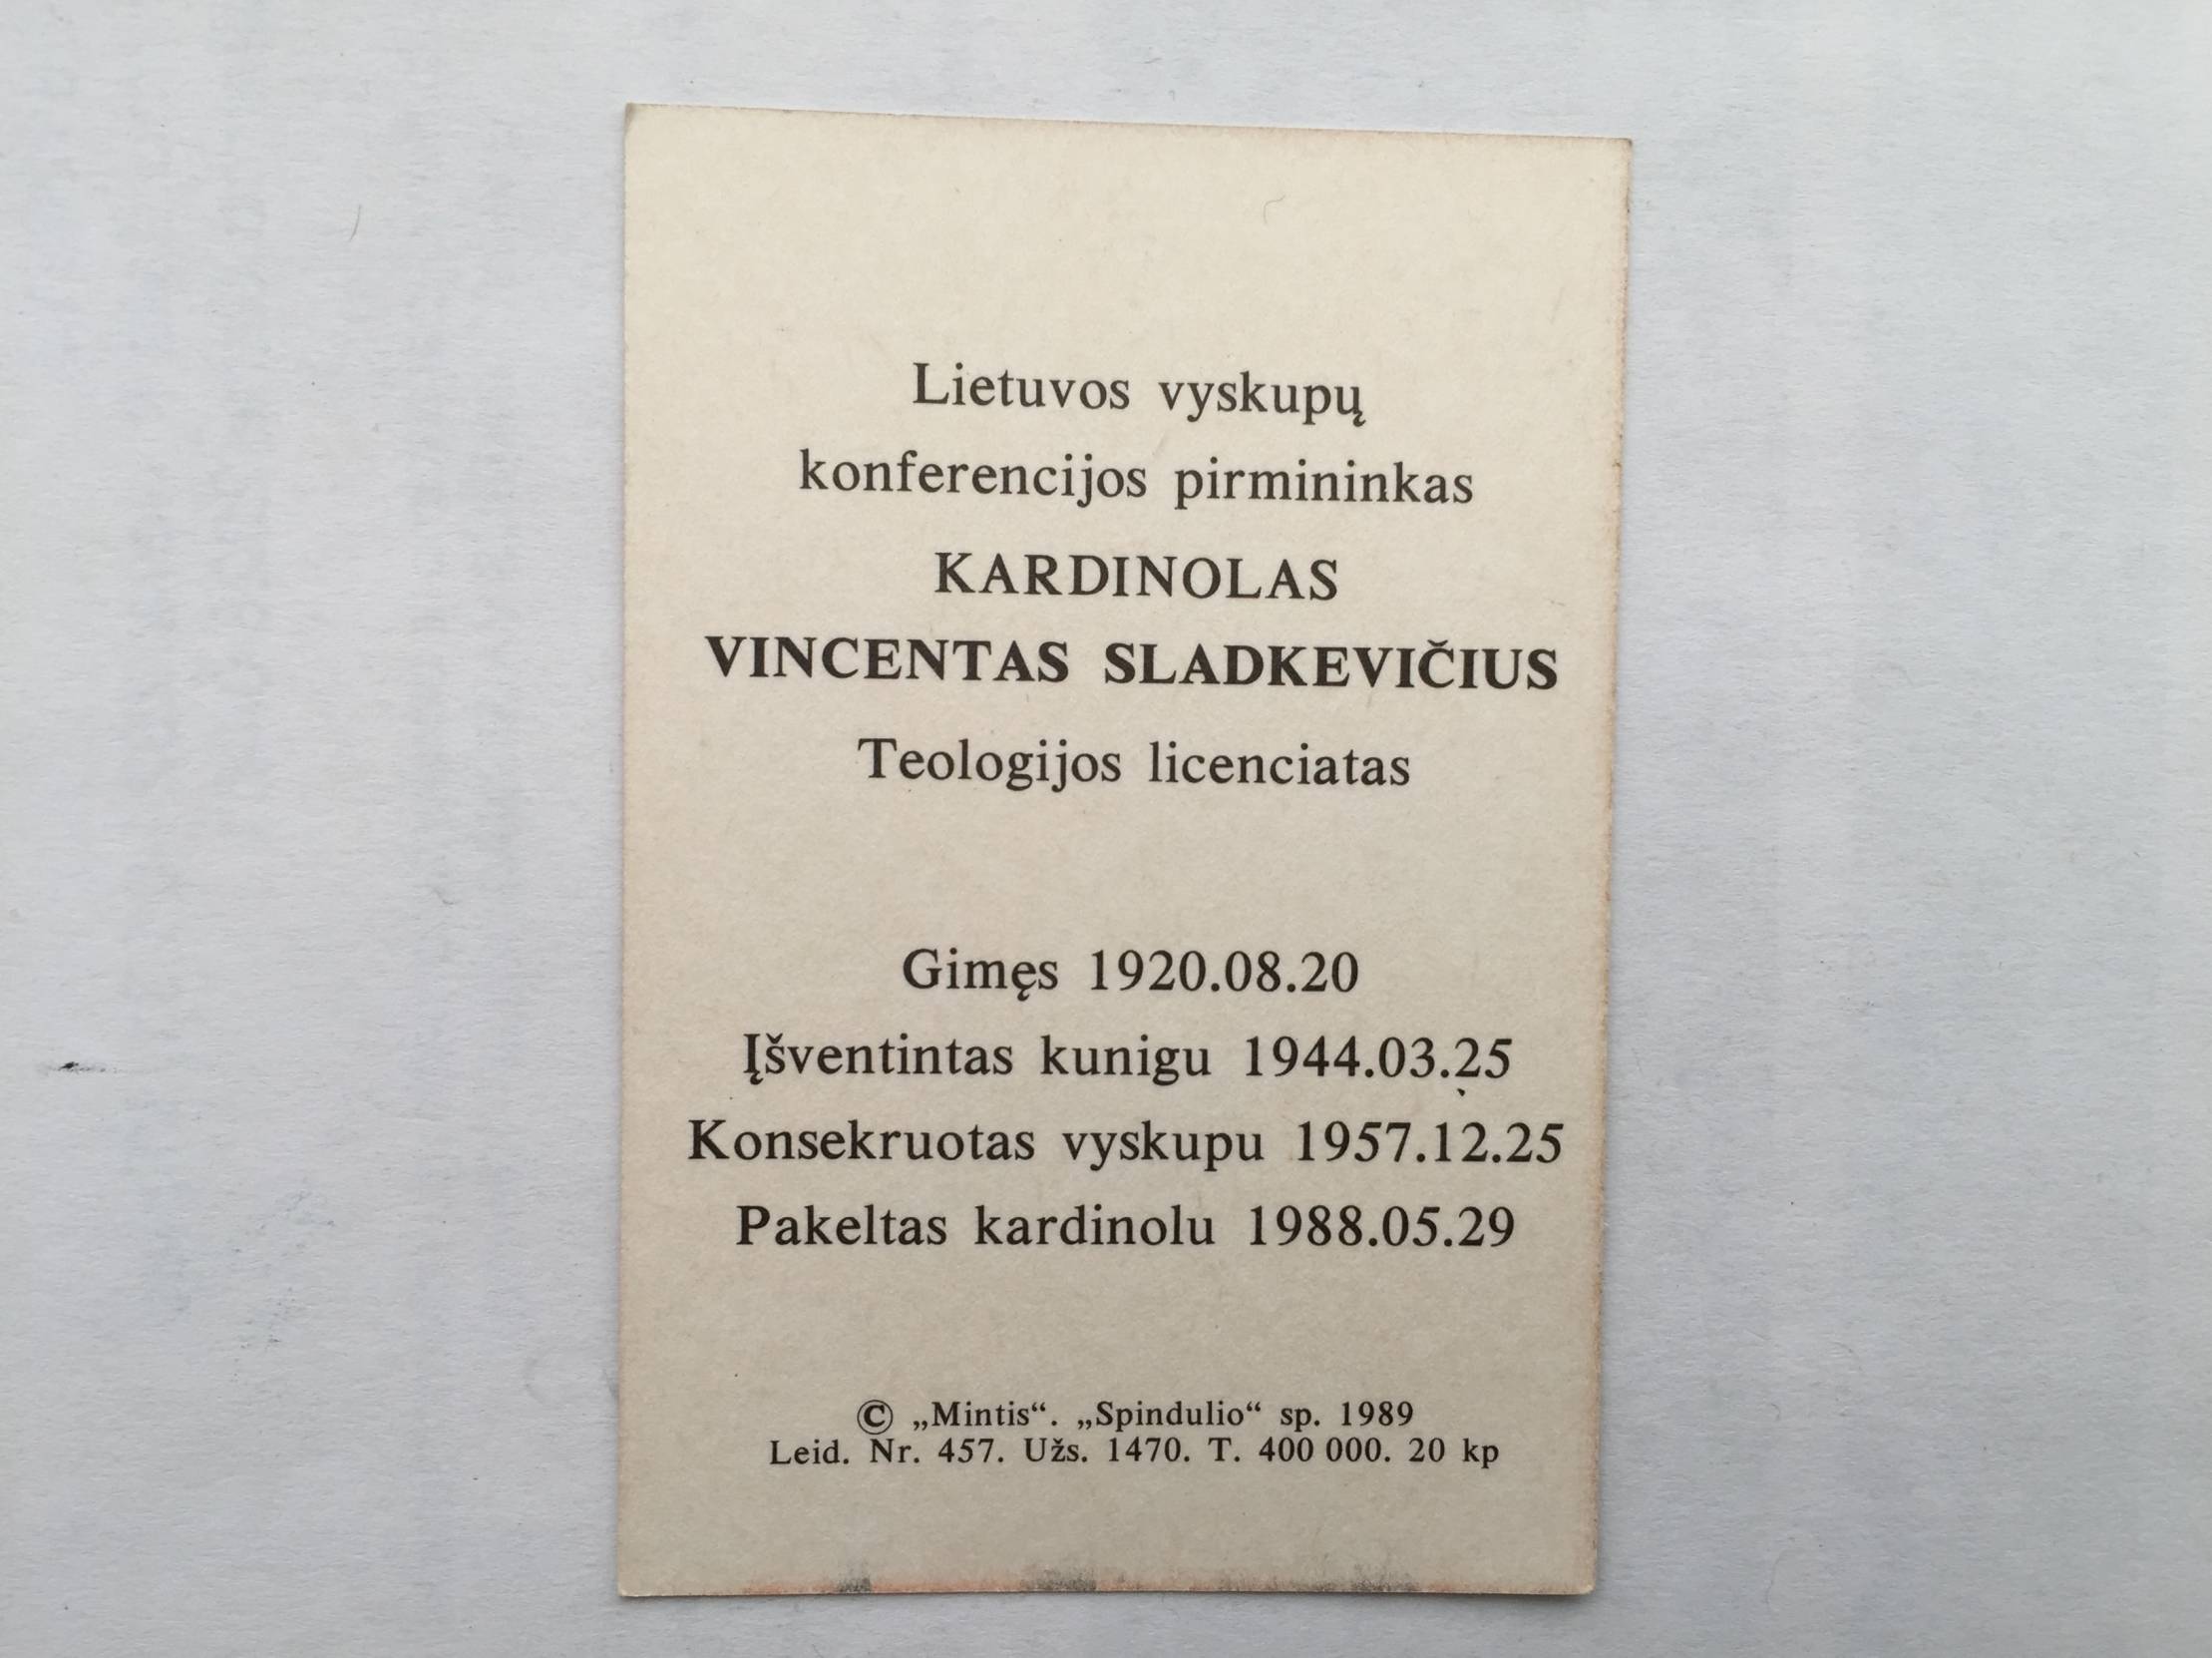 Lietuvos vyskupų
konferencijos pirmininkas
KARDINOLAS
VINCENTAS SLADKEVIČIUS
Teologijos licenciatas
Gimęs 1920.08.20
Įšventintas kunigu 1944.03.25
Konsekruotas vyskupu 1957.12.25
Pakeltas kardinolu 1988.05.29
© „Mintis“. „Spindulio“ sp. 1989
Leid. Nr. 457. Užs. 1470. T. 400 000. 20 kp